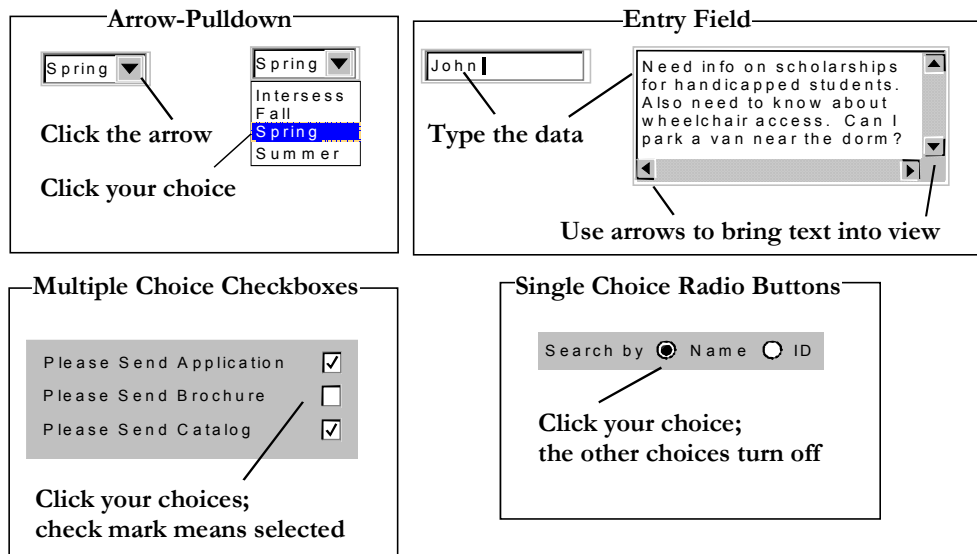 Arrow-Pulldown
Spring
Click the arrow
Spring
Intersess
Fall
Spring
Summer
Click your choice
Entry Field
John
Type the data
Need info on scholarships
for handicapped students.
Also need to know about
wheelchair access. Can I
park a van near the dorm?
Use arrows to bring text into view
Multiple Choice Checkboxes
Please Send Application
Please Send Brochure
Please Send Catalog
Click your choices;
check mark means selected
Single Choice Radio Buttons
Search by Name ID
Click your choice;
the other choices turn off